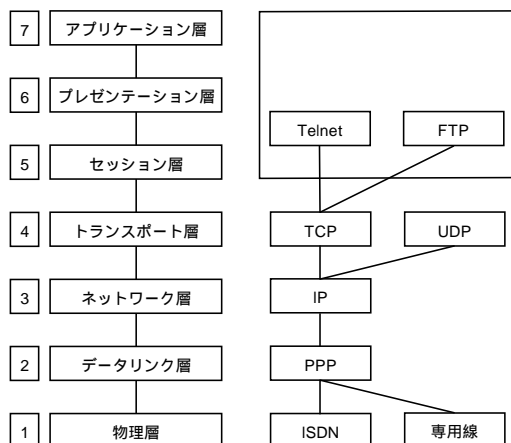 7 アプリケーション層
6 プレゼンテーション層
Telnet FTP
5 セッション層
4 トランスポート層 TCP UDP
3 ネットワーク層 IP
2 データリンク層 PPP
1 物理層 ISDN 専用線